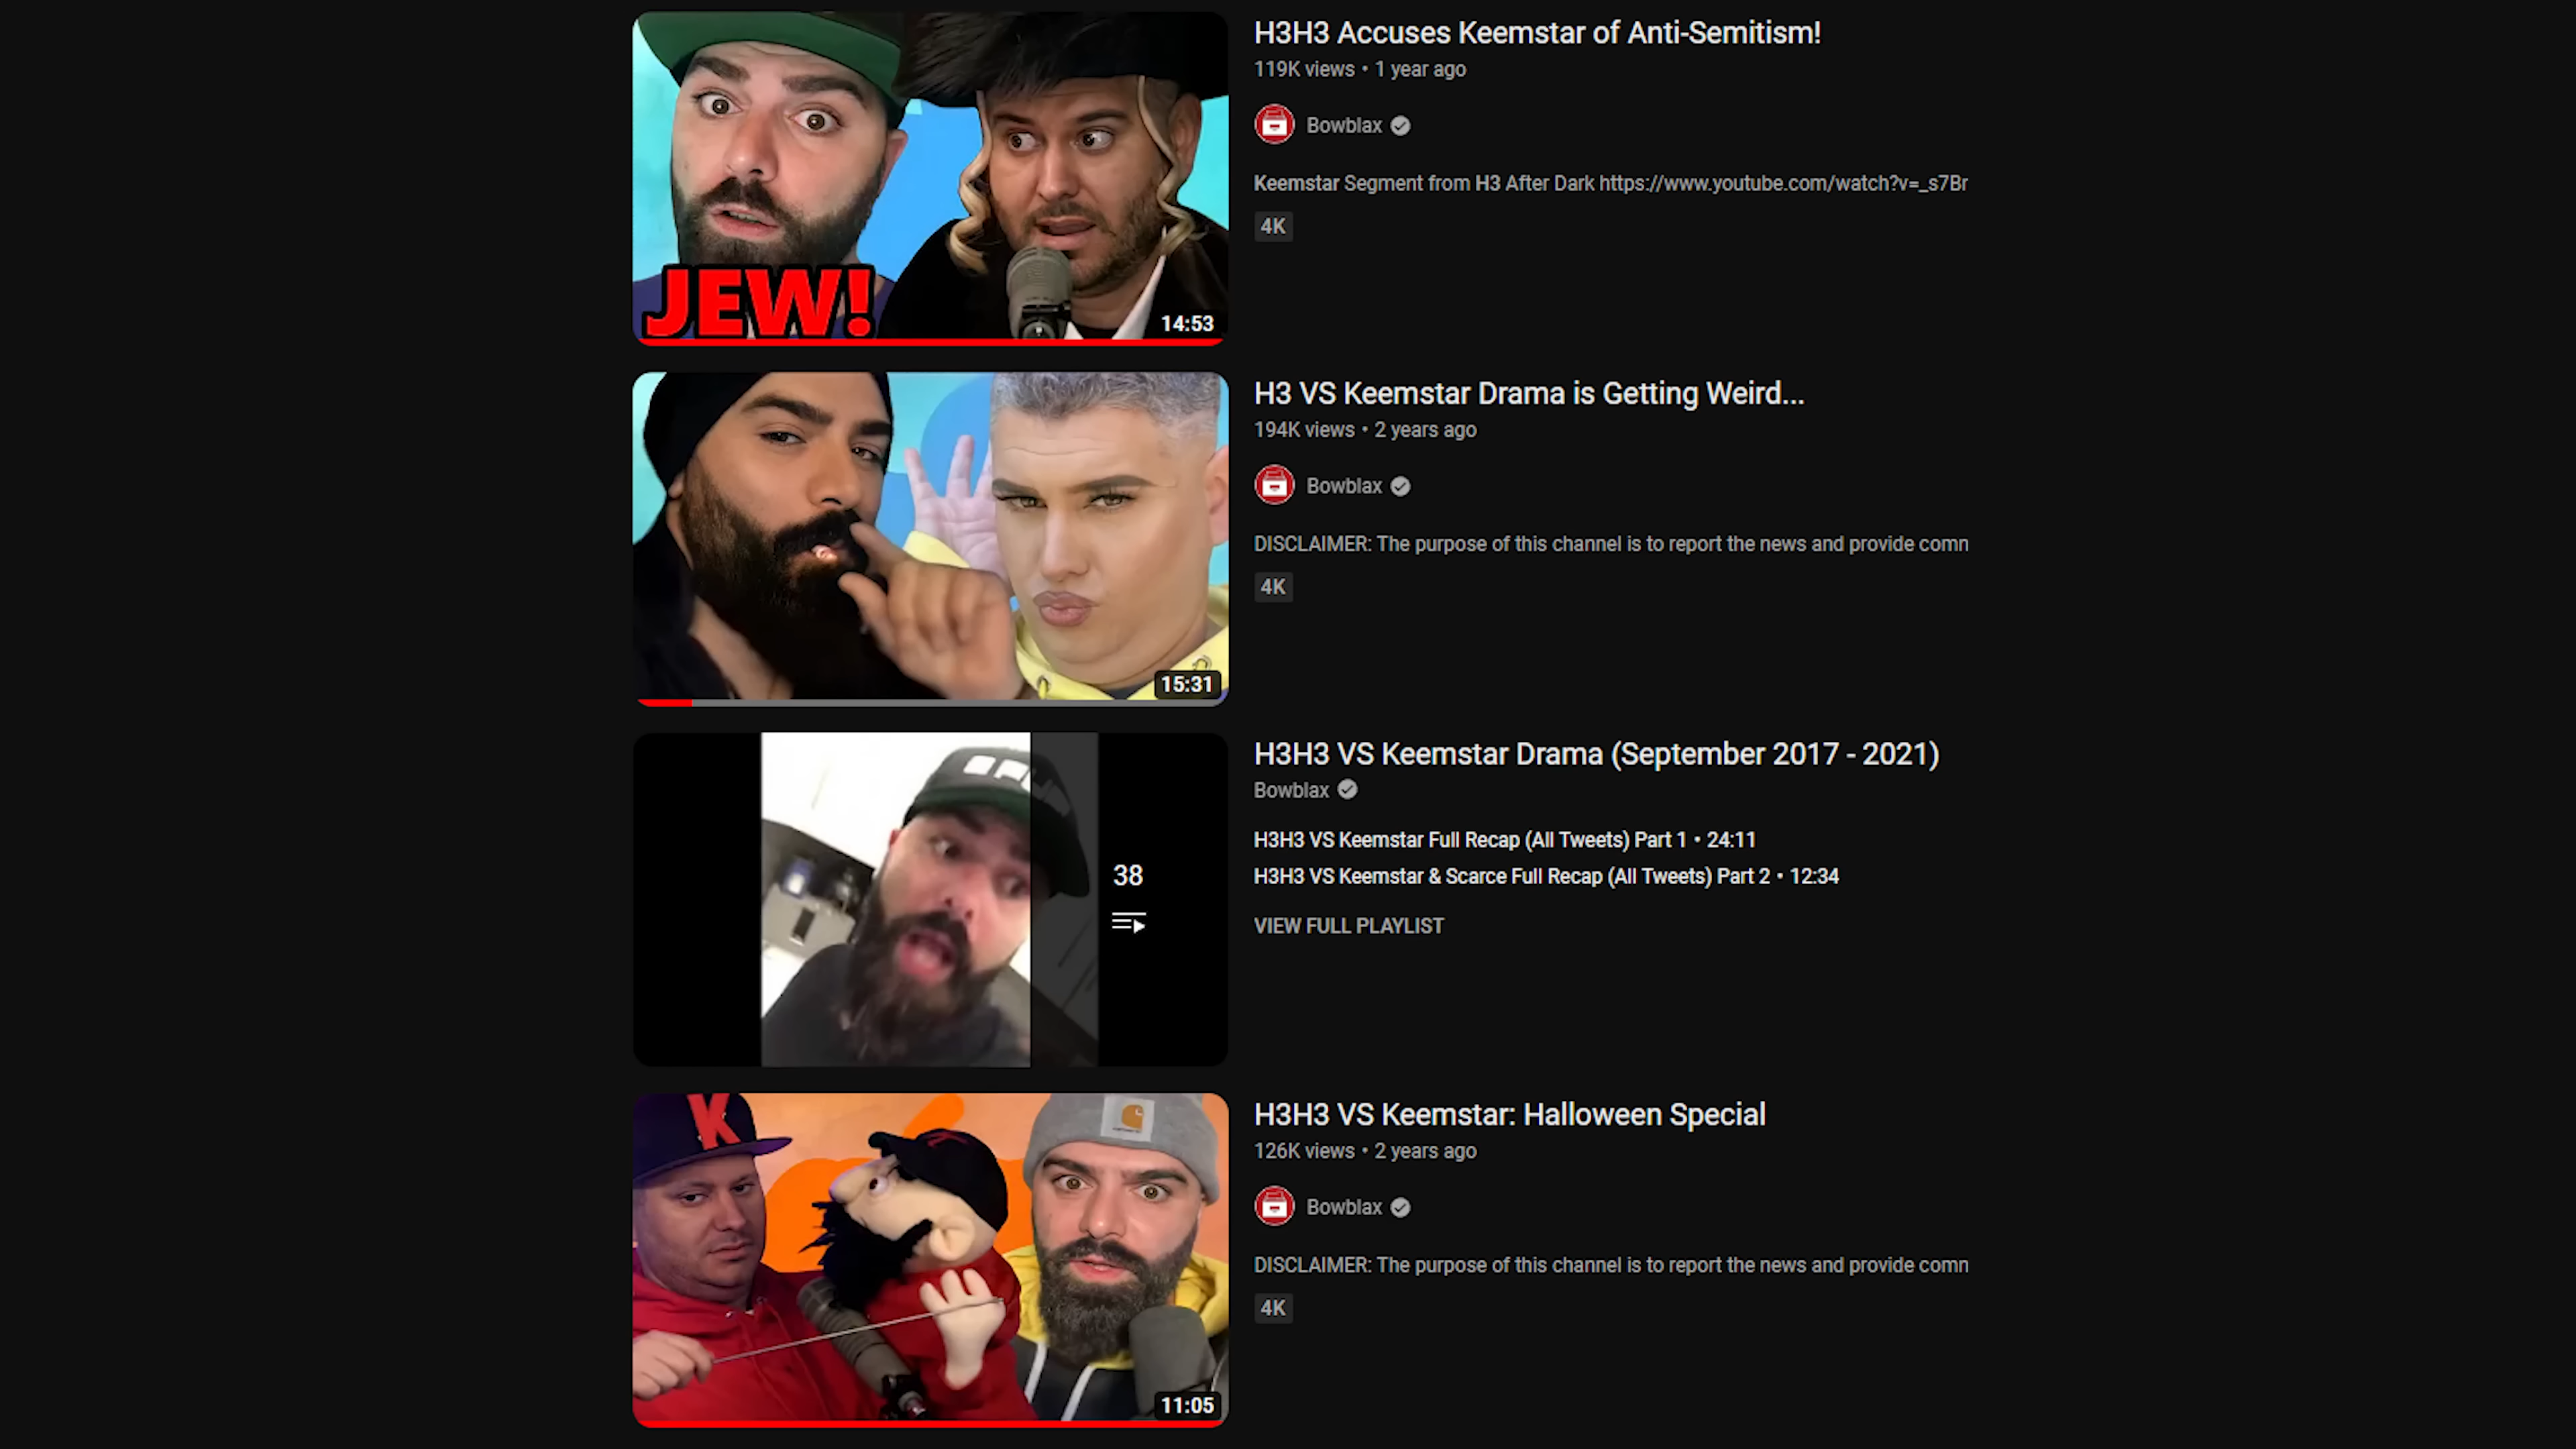 H3H3 Accuses Keemstar of Anti-Semitism!
119K views • 1 year ago
Bowblax
Keemstar Segment from H3 After Dark https://www.youtube.com/watch?v=_s7Br
4K
JEW!
14:53
H3 VS Keemstar Drama is Getting Weird...
194K views • 2 years ago
Bowblax
DISCLAIMER: The purpose of this channel is to report the news and provide comn
4K
15:31
H3H3 VS Keemstar Drama (September 2017 - 2021)
Bowblax
H3H3 VS Keemstar Full Recap (All Tweets) Part 1 • 24:11
H3H3 VS Keemstar & Scarce Full Recap (All Tweets) Part 2 • 12:34
VIEW FULL PLAYLIST
38
H3H3 VS Keemstar: Halloween Special
126K views • 2 years ago
Bowblax
DISCLAIMER: The purpose of this channel is to report the news and provide comn
4K
K
11:05